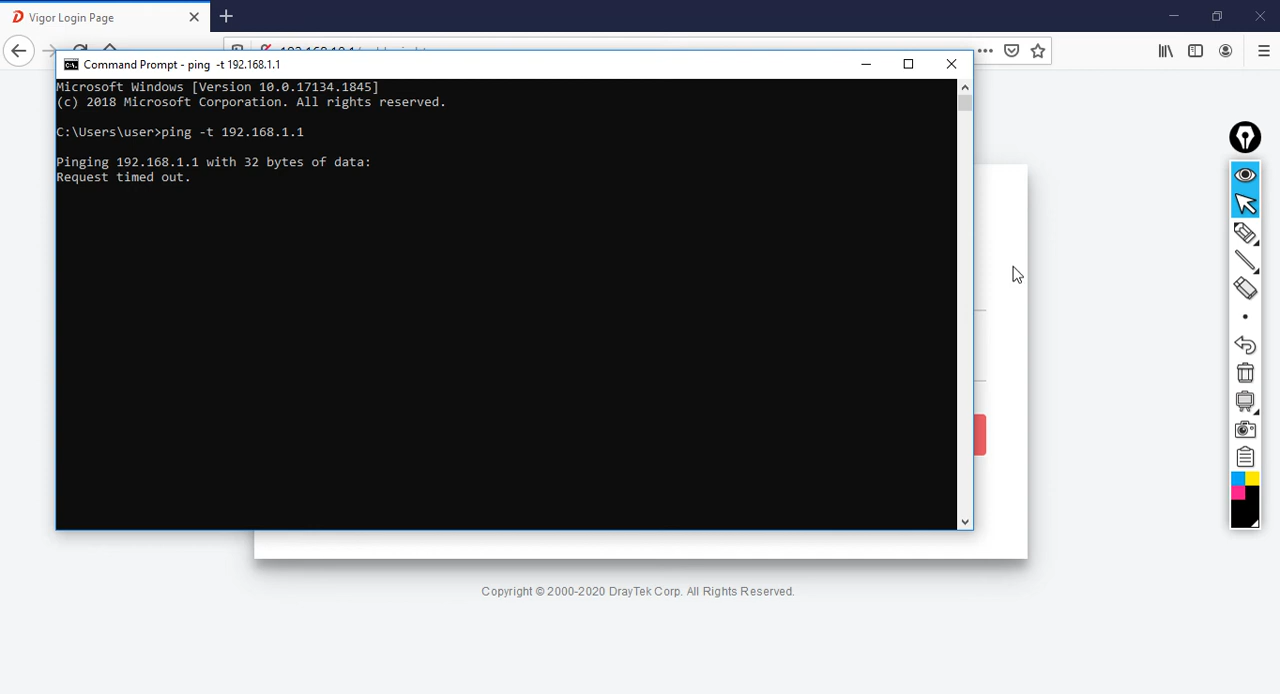 Vigor Login Page
Command Prompt - ping -t 192.168.1.1
Microsoft Windows [Version 10.0.17134.1845]
(c) 2018 Microsoft Corporation. All rights reserved.
C:\Users\user>ping -t 192.168.1.1
Pinging 192.168.1.1 with 32 bytes of data:
Request timed out.
Copyright © 2000-2020 DrayTek Corp. All Rights Reserved.